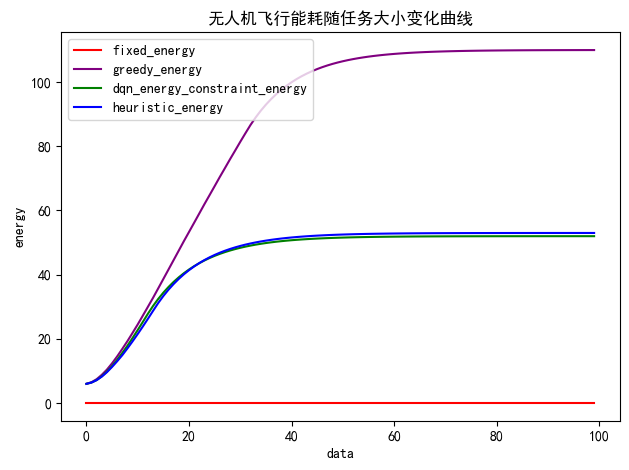 无人机飞行能耗随任务大小变化曲线
fixed_energy
greedy_energy
dqn_energy_constraint_energy
heuristic_energy
energy
100
80
60
40
20
0
0 20 40 60 80 100
data